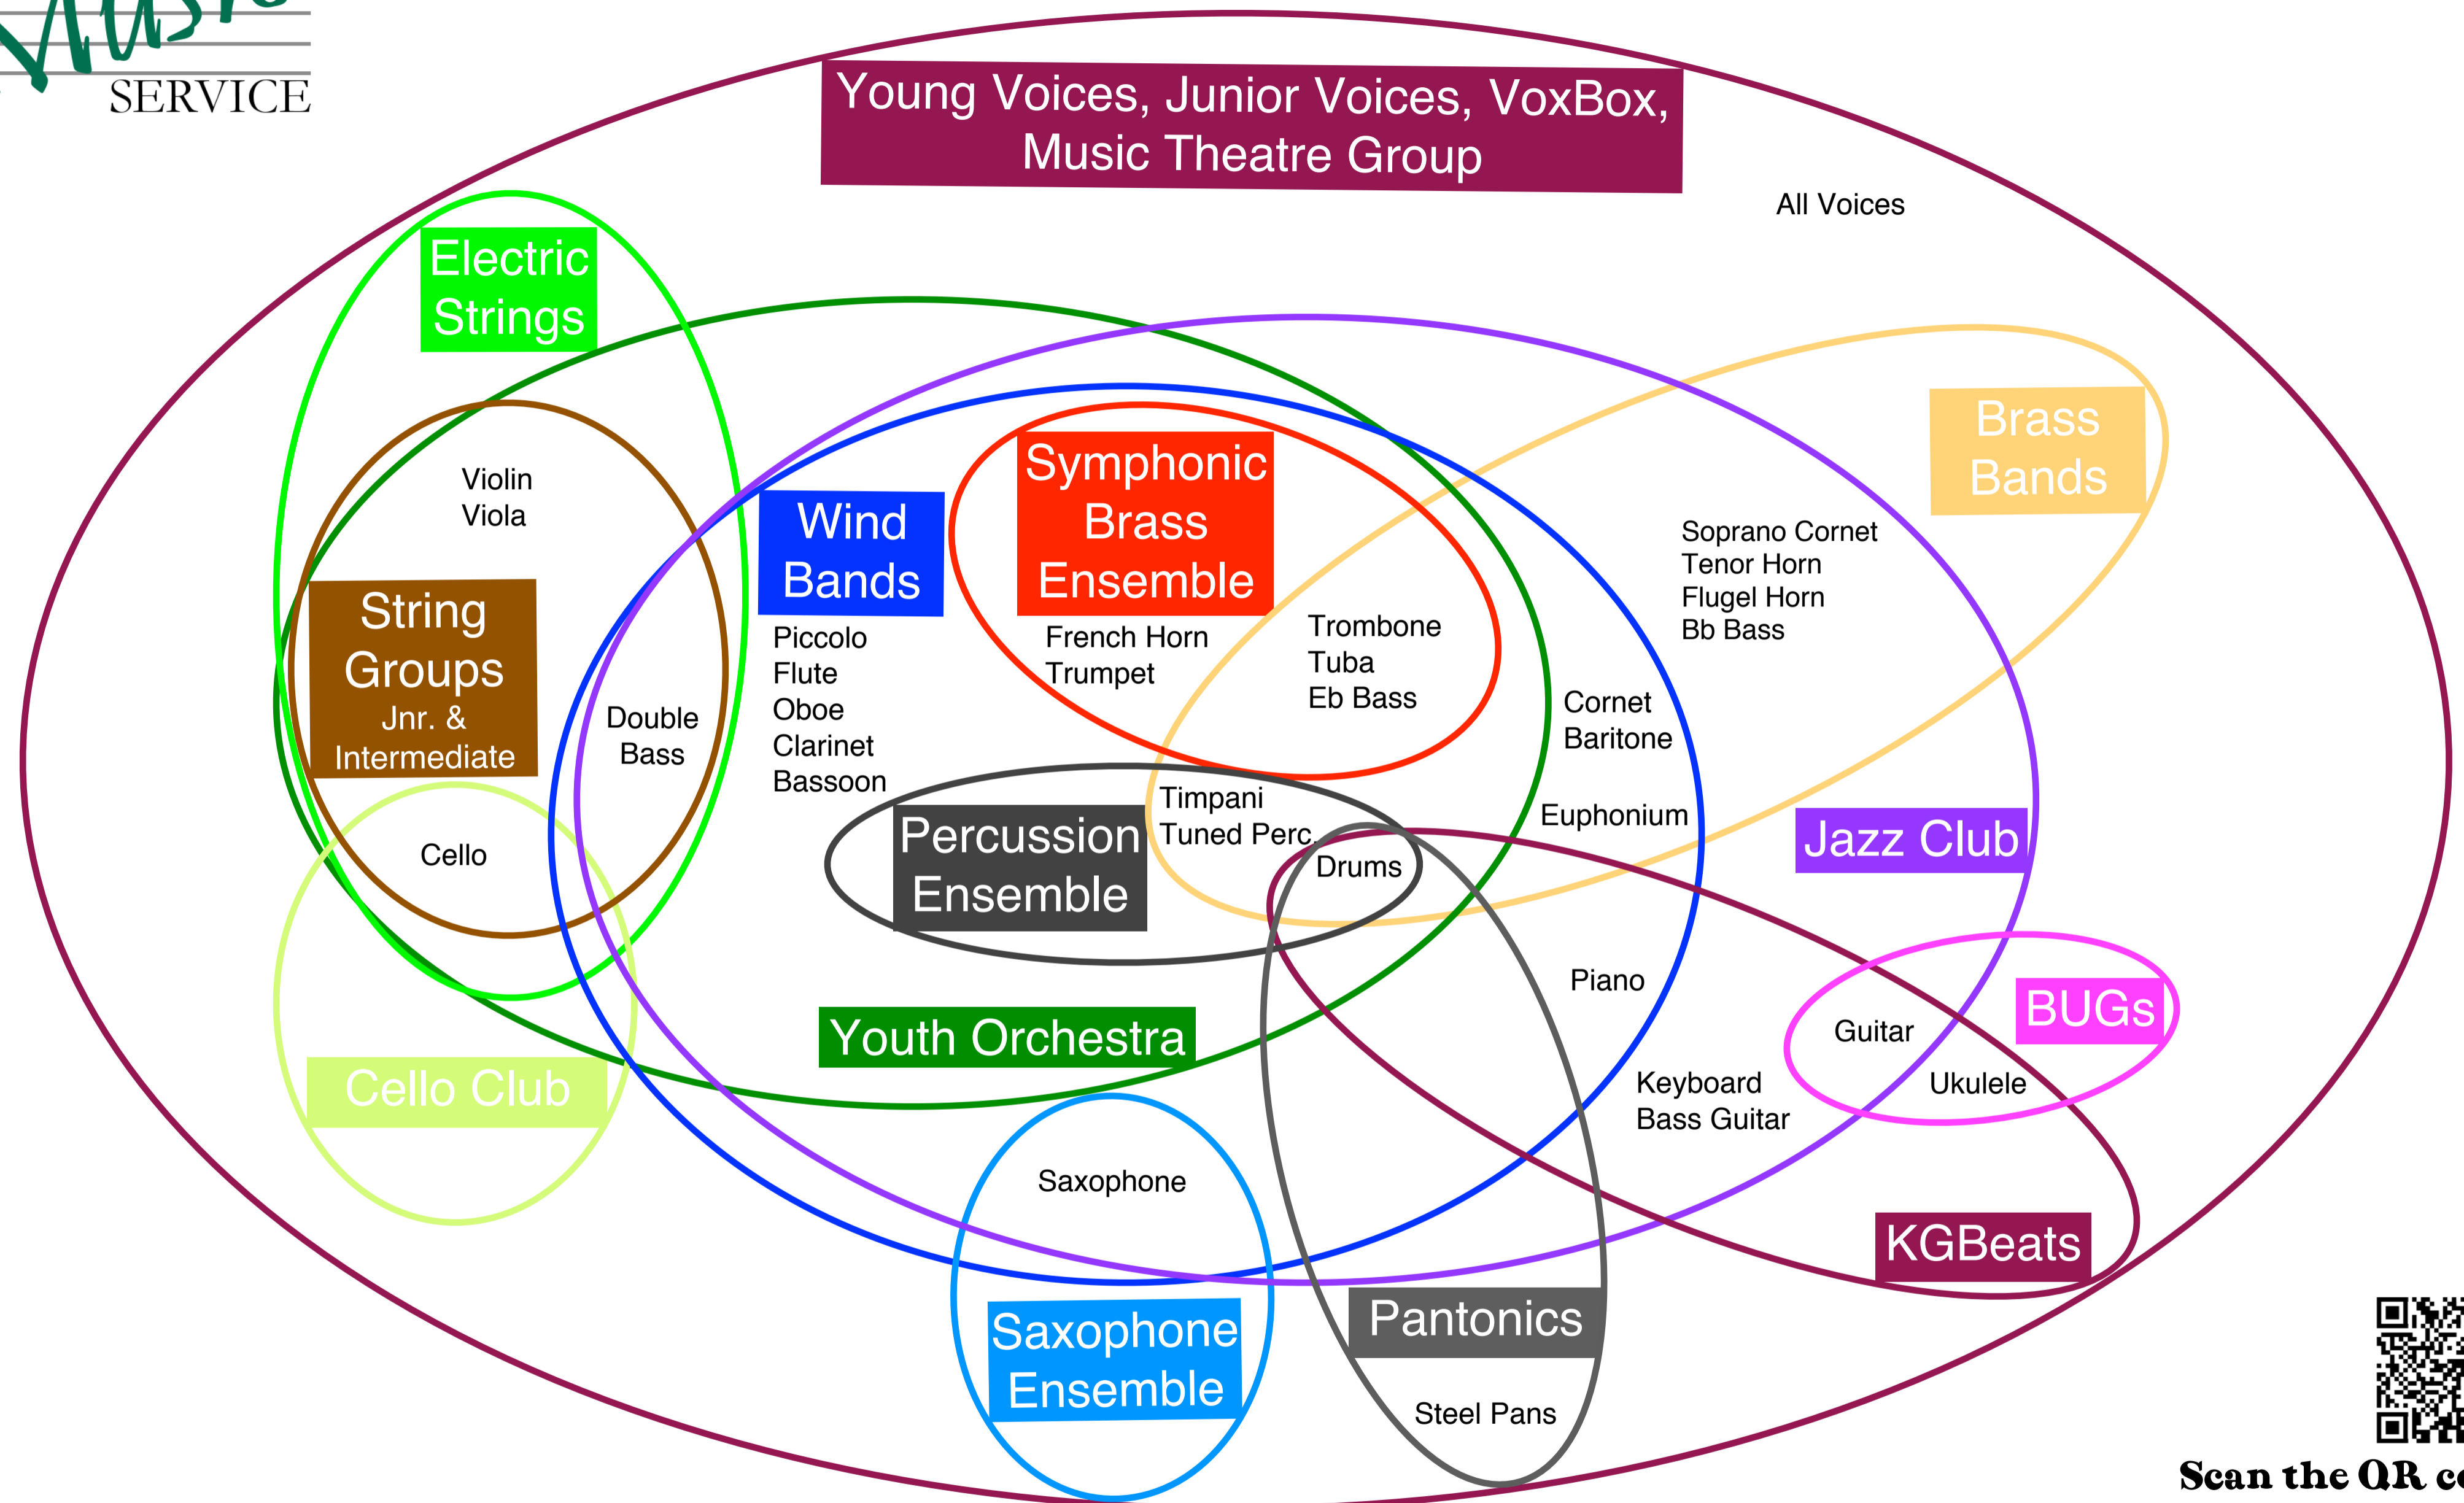 Music
SERVICE
Young Voices, Junior Voices, VoxBox,
Music Theatre Group
All Voices
Electric
Strings
Brass
Bands
Violin
Viola
Symphonic
Brass
Ensemble
Wind
Bands
Soprano Cornet
Tenor Horn
Flugel Horn
Bb Bass
String
Groups
Jnr. &
Intermediate
Piccolo
Flute
Oboe
Clarinet
Bassoon
French Horn
Trumpet
Trombone
Tuba
Eb Bass
Double
Bass
Cornet
Baritone
Euphonium
Timpani
Tuned Perc.
Drums
Percussion
Ensemble
Jazz Club
Cello
Piano
BUGs
Guitar
Ukulele
Youth Orchestra
Cello Club
Keyboard
Bass Guitar
Saxophone
KGBeats
Saxophone
Ensemble
Pantonics
Steel Pans
Scan the QR